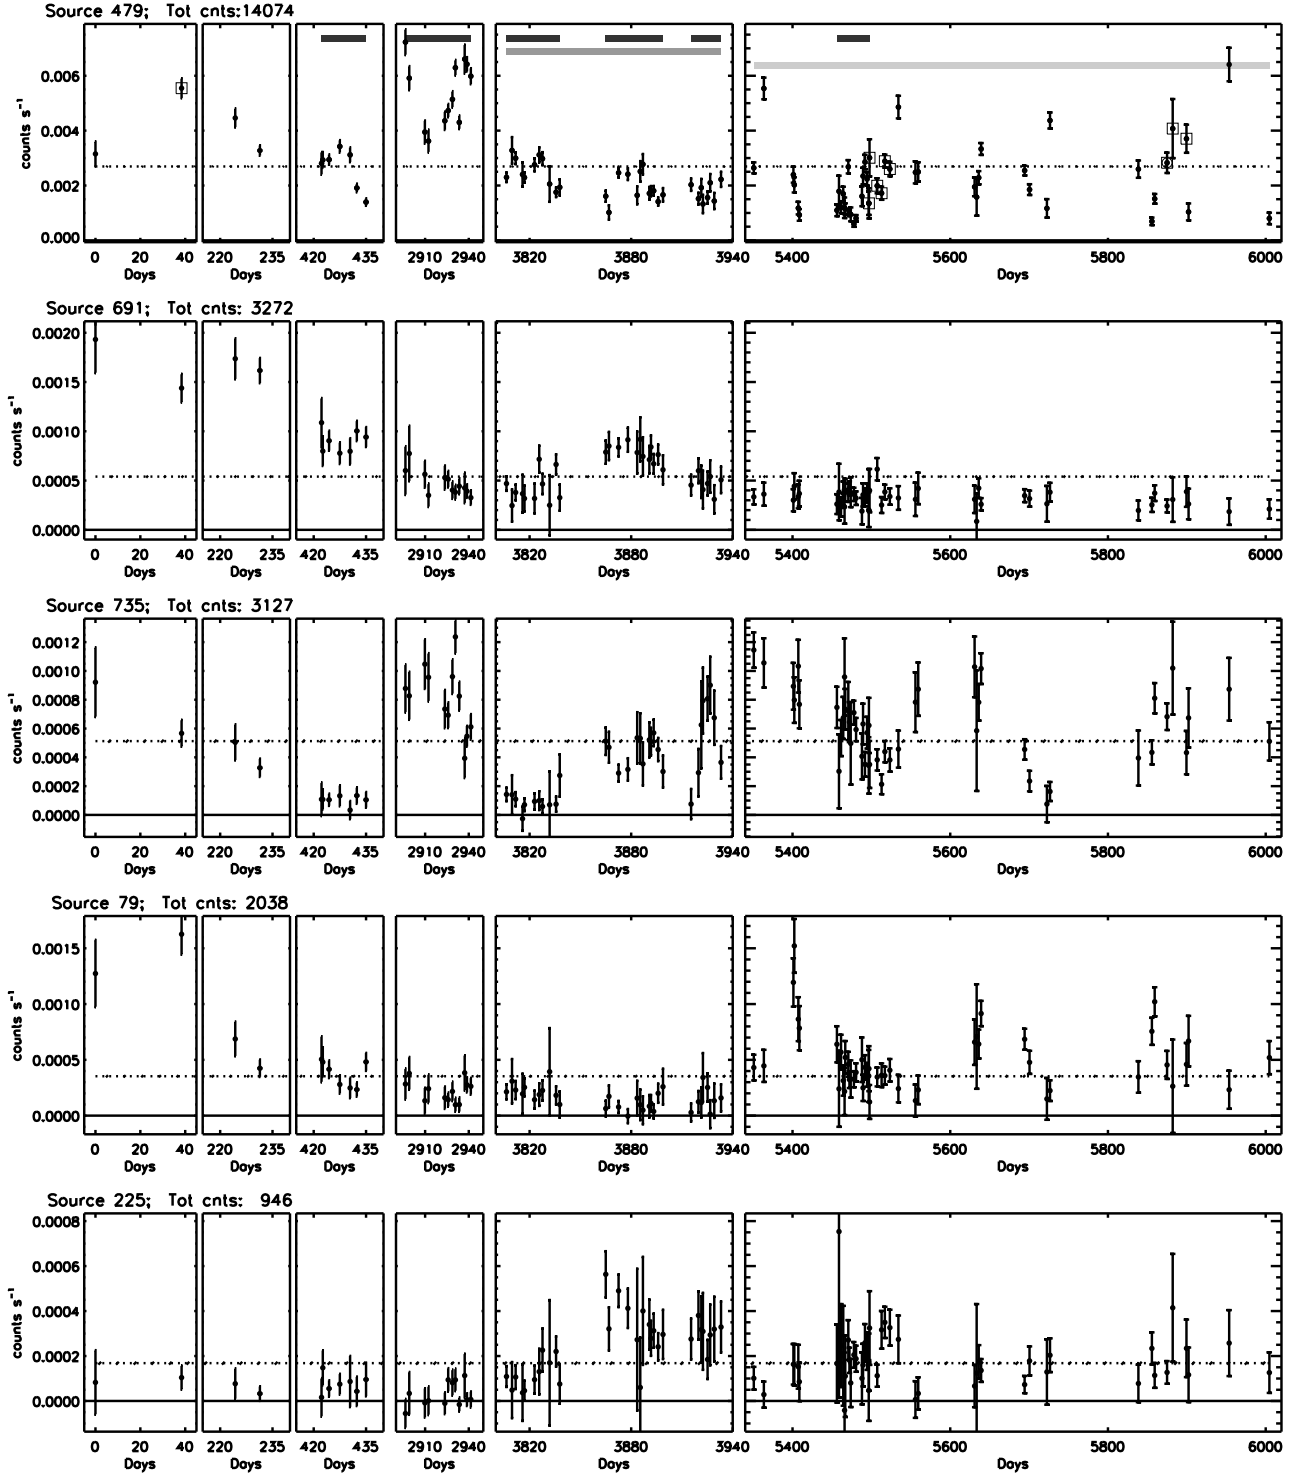 Source 479; Tot cnts:14074
counts s⁻¹
0.006
0.004
0.002
0.000
0 40 220 235 420 435 2910 2940 3820 3880 3940 5400 5600 5800 6000
Days Days Days Days Days Days
Source 691; Tot cnts: 3272
counts s⁻¹
0.0020
0.0015
0.0010
0.0005
0.0000
0 20 40 220 235 420 435 2910 2940 3820 3880 3940 5400 5600 5800 6000
Days Days Days Days Days Days
Source 735; Tot cnts: 3127
counts s⁻¹
0.0012
0.0010
0.0008
0.0006
0.0004
0.0002
0.0000
0 20 40 220 235 420 435 2910 2940 3820 3880 3940 5400 5600 5800 6000
Days Days Days Days Days Days
Source 79; Tot cnts: 2038
counts s⁻¹
0.0015
0.0010
0.0005
0.0000
0 20 40 220 235 420 435 2910 2940 3820 3880 3940 5400 5600 5800 6000
Days Days Days Days Days Days
Source 225; Tot cnts: 946
counts s⁻¹
0.0008
0.0006
0.0004
0.0002
0.0000
0 20 40 220 235 420 435 2910 2940 3820 3880 3940 5400 5600 5800 6000
Days Days Days Days Days Days